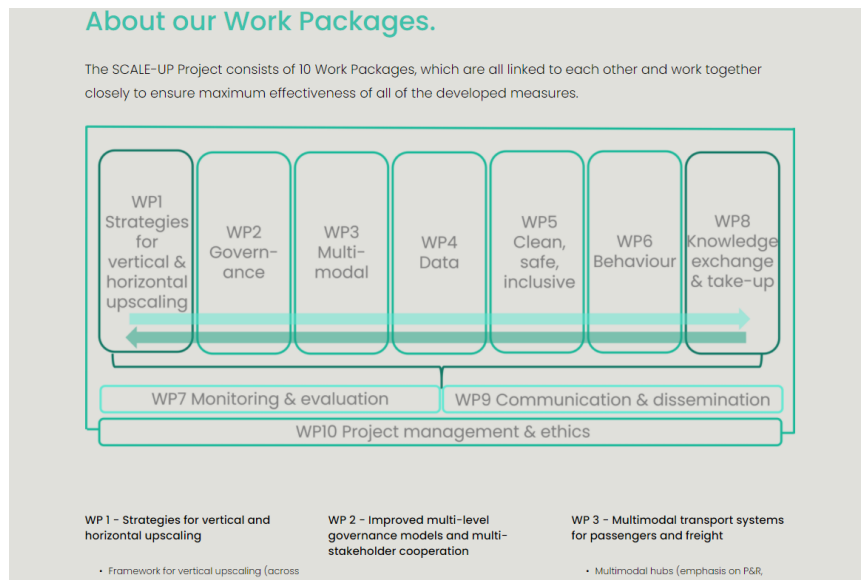 About our Work Packages.
The SCALE-UP Project consists of 10 Work Packages, which are all linked to each other and work together
closely to ensure maximum effectiveness of all of the developed measures.
WP1
Strategies
for
vertical &
horizontal
upscaling
WP2
Govern-
ance
WP3
Multi-
modal
WP4
Data
WP5
Clean,
safe,
inclusive
WP6
Behaviour
WP8
Knowledge
exchange
& take-up
WP7 Monitoring & evaluation
WP9 Communication & dissemination
WP10 Project management & ethics
WP 1 - Strategies for vertical and
horizontal upscaling
• Framework for vertical upscaling (across
WP 2 - Improved multi-level
governance models and multi-
stakeholder cooperation
WP 3 - Multimodal transport systems
for passengers and freight
• Multimodal hubs (emphasis on P&R,